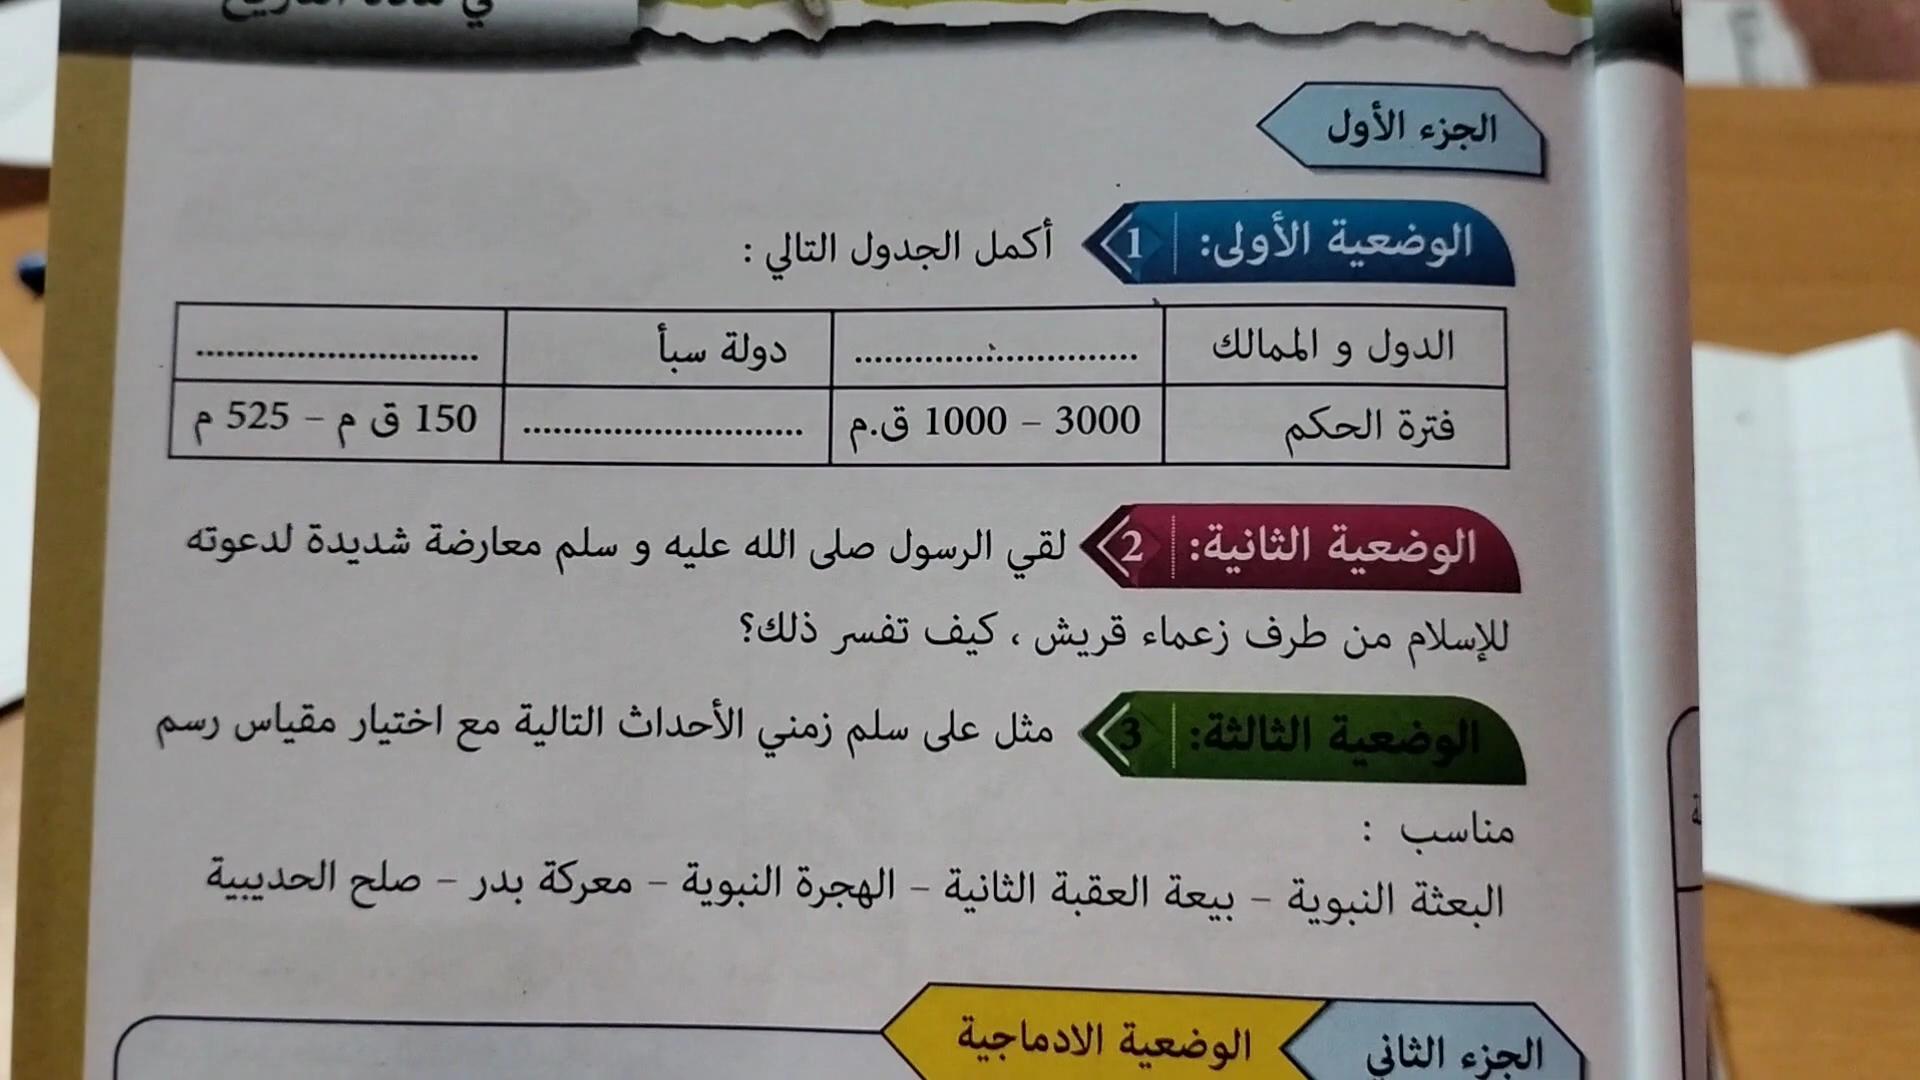 الجزء الأول
الوضعية الأولى: 1 أكمل الجدول التالي :
الدول و الممالك ........................... دولة سبأ ...........................
فترة الحكم 3000 – 1000 ق.م ........................... 150 ق م – 525 م
الوضعية الثانية: 2 لقي الرسول صلى الله عليه و سلم معارضة شديدة لدعوته
للإسلام من طرف زعماء قريش ، كيف تفسر ذلك؟
الوضعية الثالثة: 3 مثل على سلم زمني الأحداث التالية مع اختيار مقياس رسم
مناسب :
البعثة النبوية – بيعة العقبة الثانية – الهجرة النبوية – معركة بدر – صلح الحديبية
الجزء الثاني الوضعية الادماجية